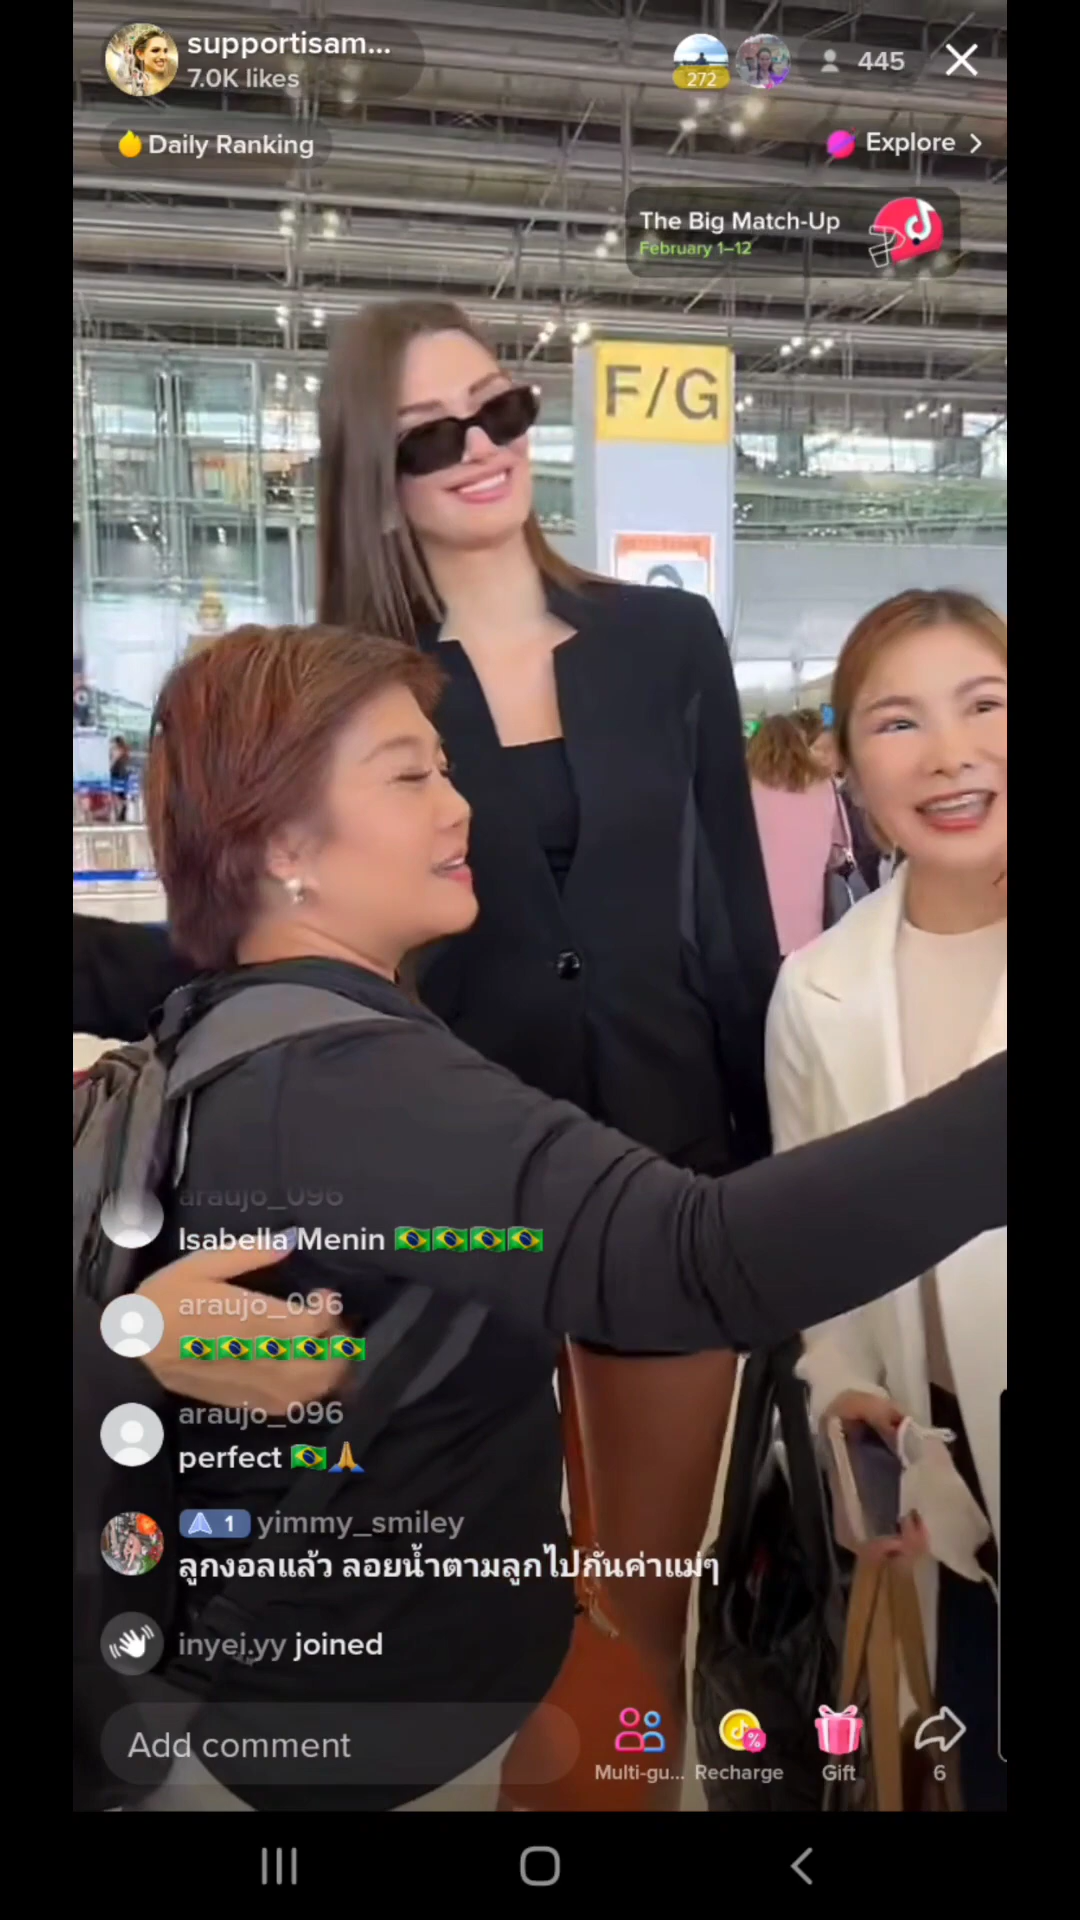 supportisam...
7.0K likes
272
445
Daily Ranking
Explore
The Big Match-Up
February 1–12
F/G
araujo_096
Isabella Menin 🇧🇷🇧🇷🇧🇷🇧🇷
araujo_096
🇧🇷🇧🇷🇧🇷🇧🇷🇧🇷
araujo_096
perfect 🇧🇷🙏
1 yimmy_smiley
ลูกงอลแล้ว ลอยน้ำตามลูกไปกันค่าแม่ๆ
inyei.yy joined
Add comment
Multi-gu...
Recharge
Gift
6